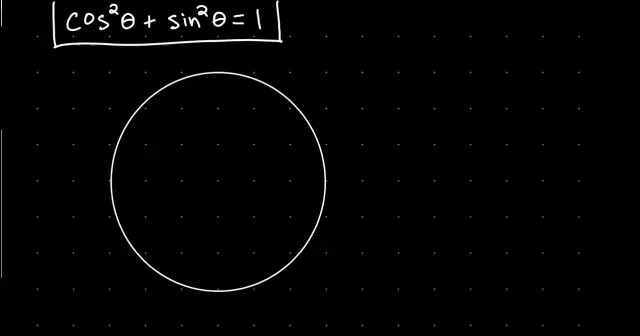 cos²θ + sin²θ = 1